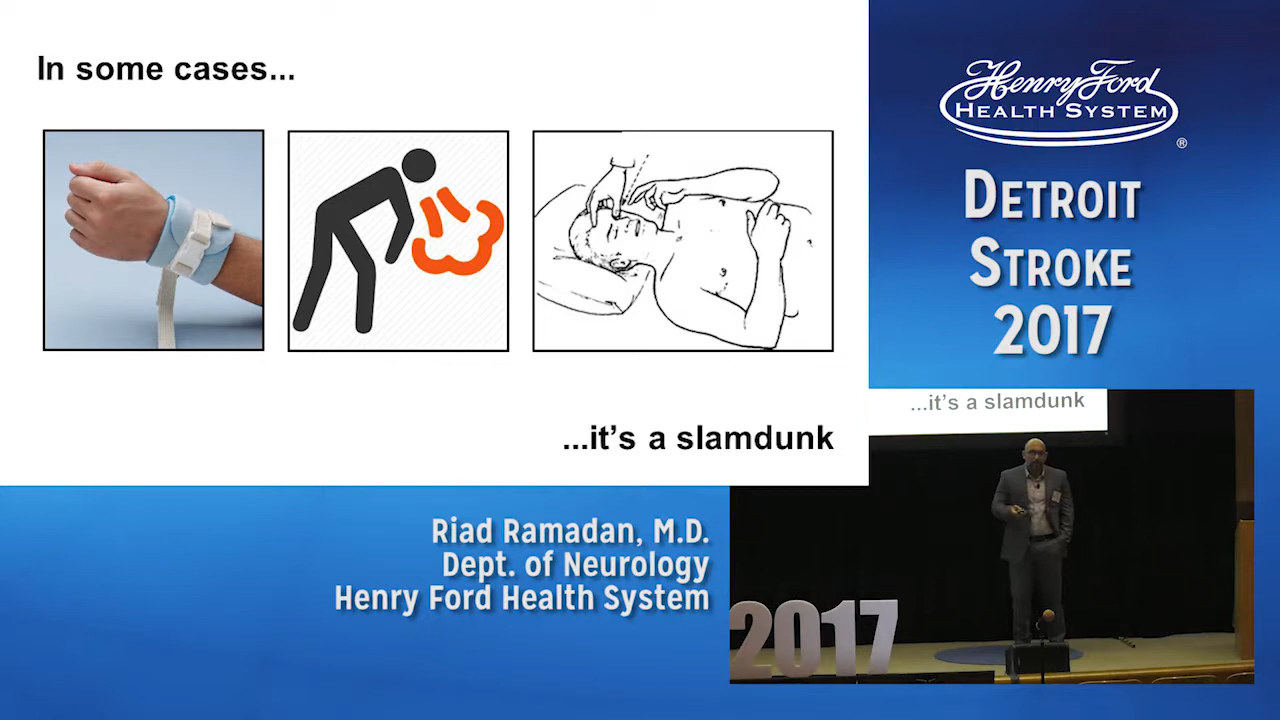 In some cases...
...it's a slamdunk
Henry Ford
HEALTH SYSTEM
®
DETROIT
STROKE
2017
...it's a slamdunk
2017
Riad Ramadan, M.D.
Dept. of Neurology
Henry Ford Health System